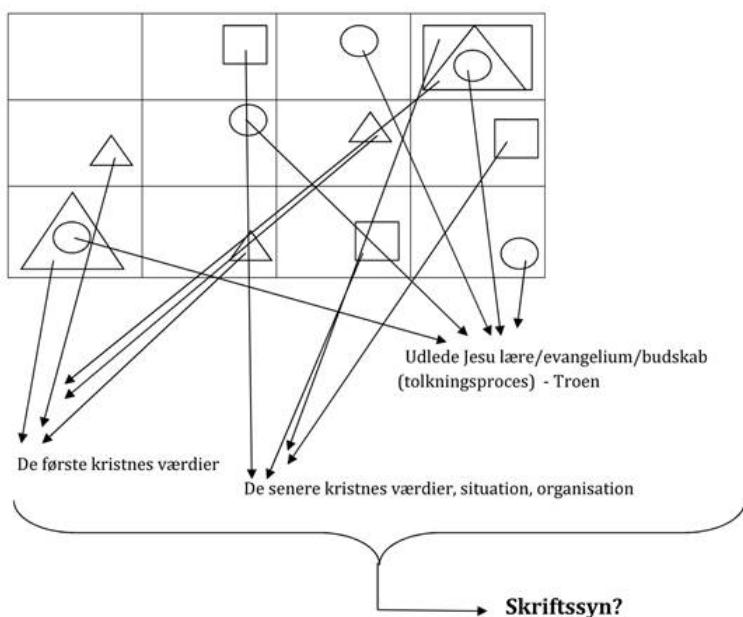 Udlede Jesu lære/evangelium/budskab
(tolkningsproces) - Troen
De første kristnes værdier
De senere kristnes værdier, situation, organisation
Skriftssyn?